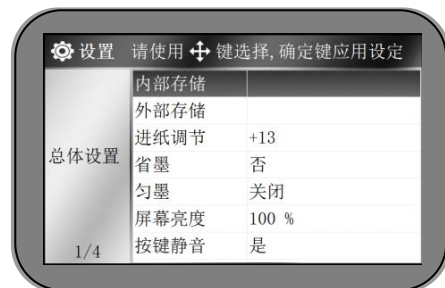 设置 请使用 键选择,确定键应用设定
内部存储
外部存储
进纸调节 +13
总体设置
省墨 否
匀墨 关闭
屏幕亮度 100 %
按键静音 是
1/4